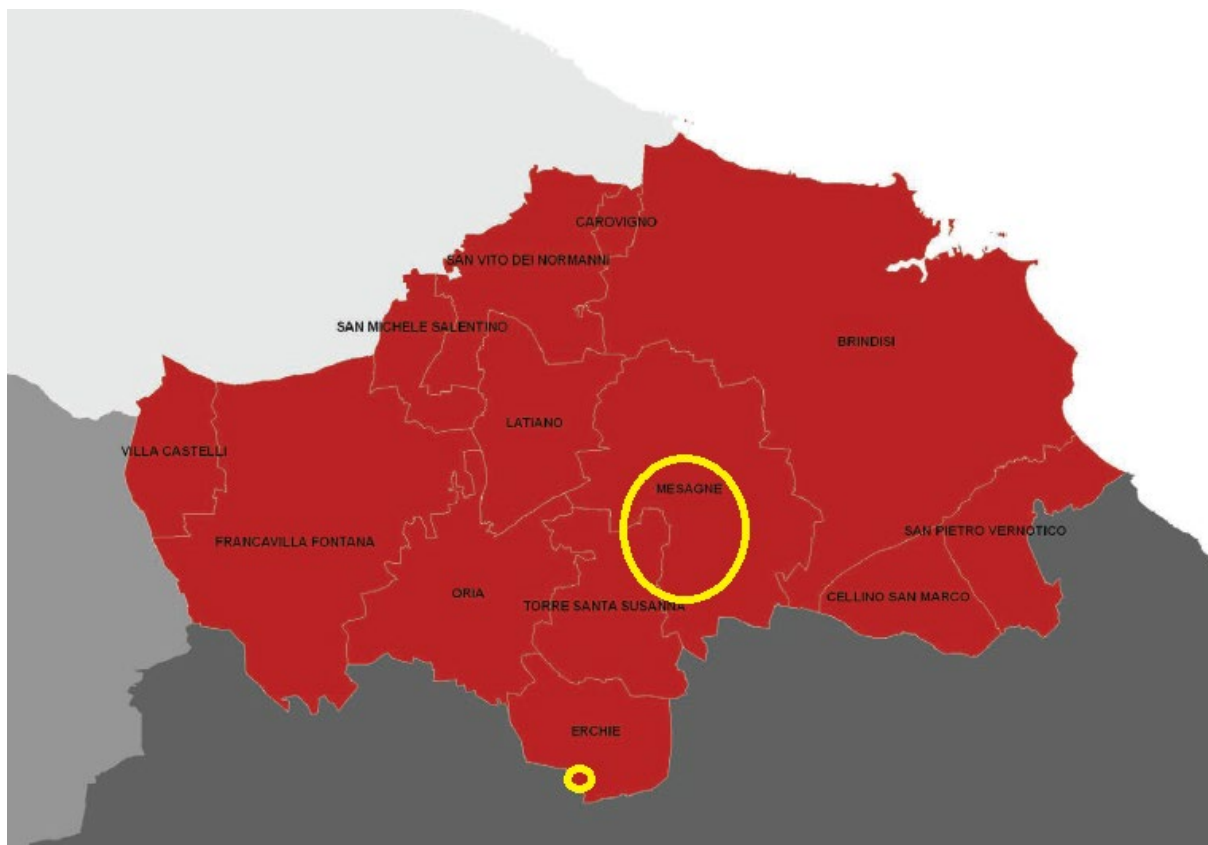 CAROVIGNO
SAN VITO DEI NORMANNI
SAN MICHELE SALENTINO
BRINDISI
LATIANO
VILLA CASTELLI
MESAGNE
SAN PIETRO VERNOTICO
FRANCAVILLA FONTANA
ORIA
CELLINO SAN MARCO
TORRE SANTA SUSANNA
ERCHIE